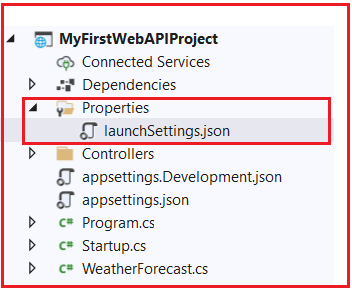 MyFirstWebAPIProject
Connected Services
Dependencies
Properties
launchSettings.json
Controllers
appsettings.Development.json
appsettings.json
C# Program.cs
C# Startup.cs
C# WeatherForecast.cs